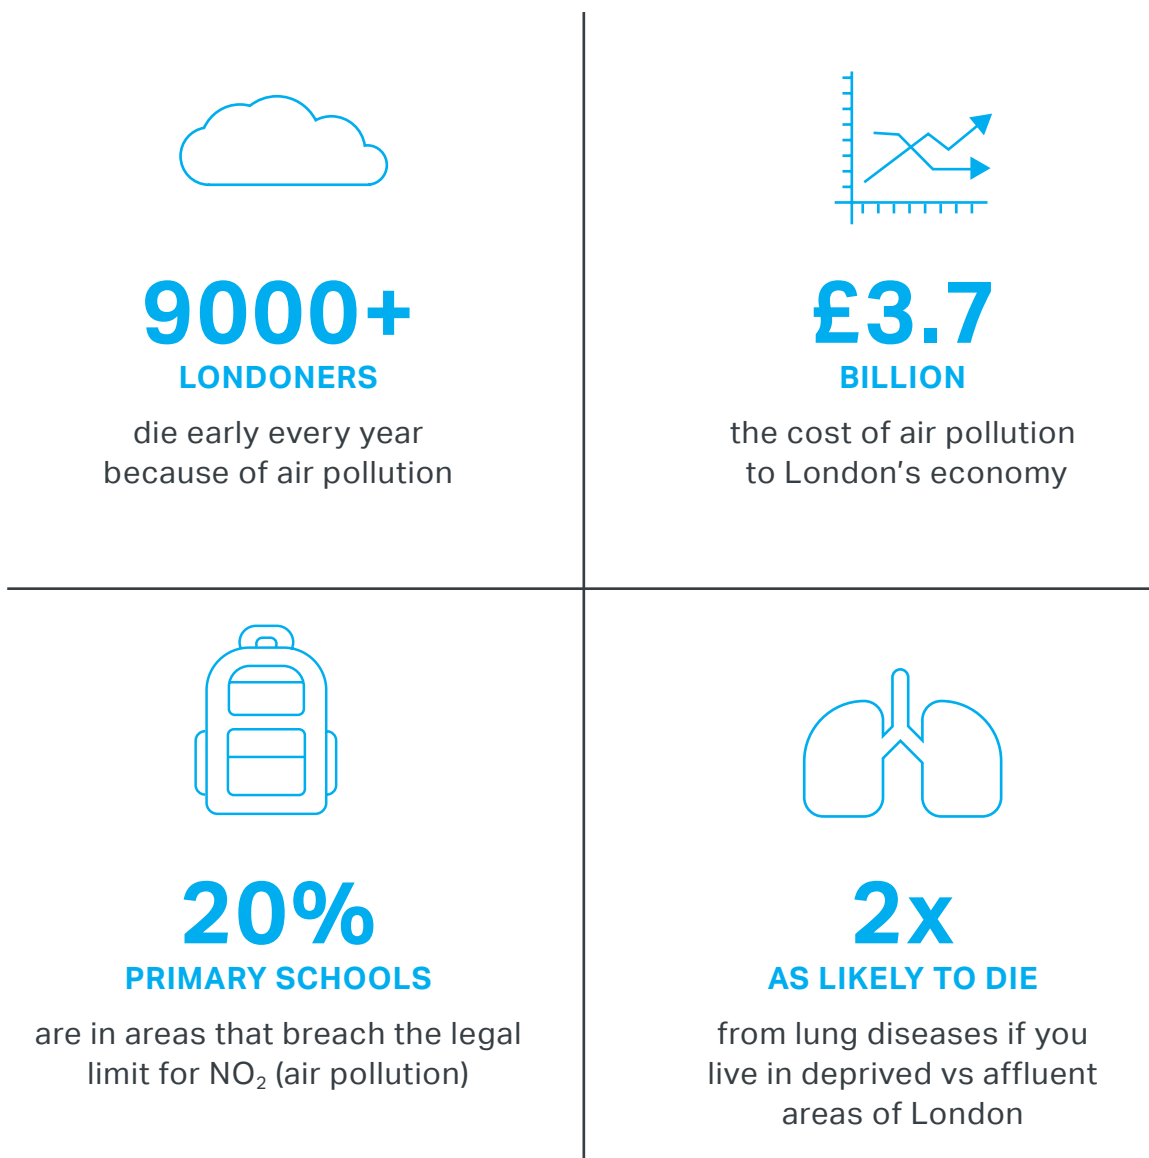 9000+
LONDONERS
die early every year
because of air pollution
£3.7
BILLION
the cost of air pollution
to London's economy
20%
PRIMARY SCHOOLS
are in areas that breach the legal
limit for NO₂ (air pollution)
2x
AS LIKELY TO DIE
from lung diseases if you
live in deprived vs affluent
areas of London